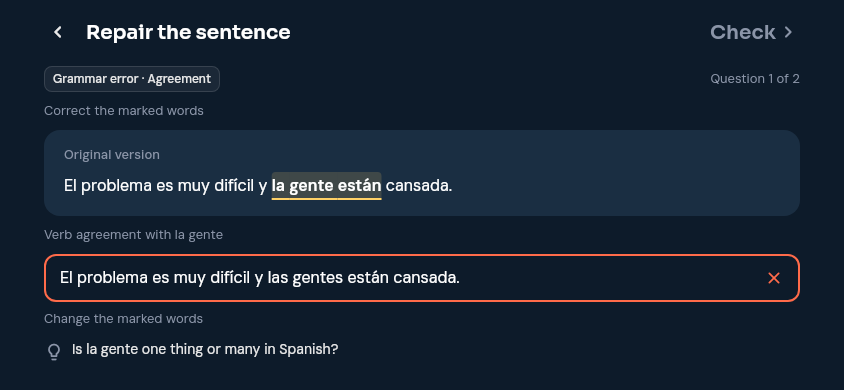 Repair the sentence
Check
Grammar error · Agreement
Question 1 of 2
Correct the marked words
Original version
El problema es muy difícil y la gente están cansada.
Verb agreement with la gente
El problema es muy difícil y las gentes están cansada.
Change the marked words
Is la gente one thing or many in Spanish?